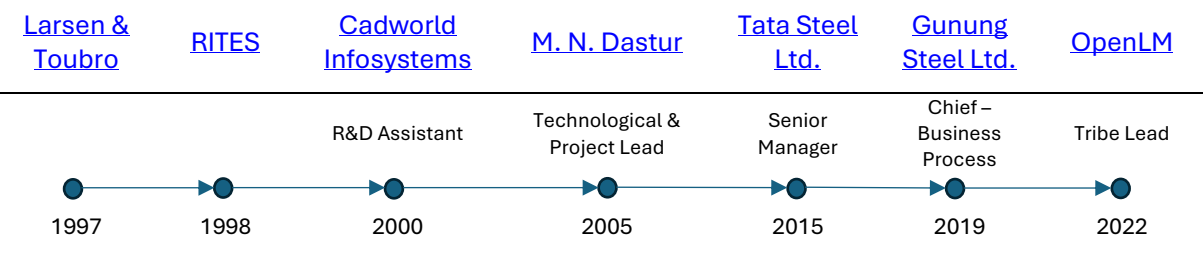 Larsen &
Toubro
RITES
Cadworld
Infosystems
M. N. Dastur
Tata Steel
Ltd.
Gunung
Steel Ltd.
OpenLM
R&D Assistant
Technological &
Project Lead
Senior
Manager
Chief –
Business
Process
Tribe Lead
1997
1998
2000
2005
2015
2019
2022